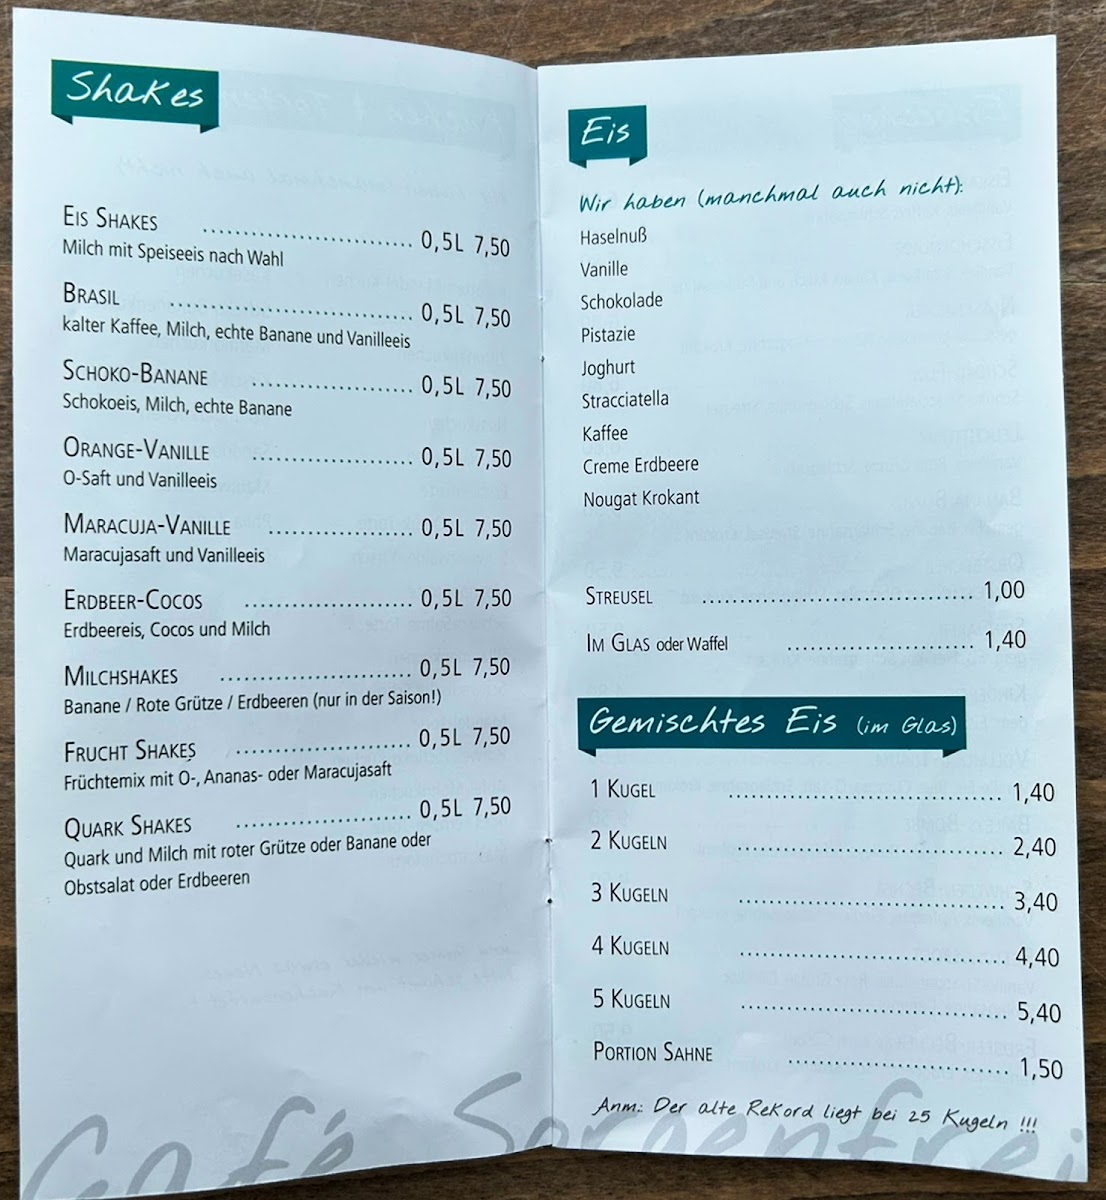 Shakes
EIS SHAKES ........................... 0,5L 7,50
Milch mit Speiseeis nach Wahl
BRASIL ............................... 0,5L 7,50
kalter Kaffee, Milch, echte Banane und Vanilleeis
SCHOKO-BANANE ..................... 0,5L 7,50
Schokoeis, Milch, echte Banane
ORANGE-VANILLE ..................... 0,5L 7,50
O-Saft und Vanilleeis
MARACUJA-VANILLE ................... 0,5L 7,50
Maracujasaft und Vanilleeis
ERDBEER-COCOS ...................... 0,5L 7,50
Erdbeereis, Cocos und Milch
MILCHSHAKES ......................... 0,5L 7,50
Banane / Rote Grütze / Erdbeeren (nur in der Saison!)
FRUCHT SHAKES ....................... 0,5L 7,50
Früchtemix mit O-, Ananas- oder Maracujasaft
QUARK SHAKES ....................... 0,5L 7,50
Quark und Milch mit roter Grütze oder Banane oder
Obstsalat oder Erdbeeren
Eis
Wir haben (manchmal auch nicht):
Haselnuß
Vanille
Schokolade
Pistazie
Joghurt
Stracciatella
Kaffee
Creme Erdbeere
Nougat Krokant
STREUSEL ................................... 1,00
IM GLAS oder Waffel ........................ 1,40
Gemischtes Eis (im Glas)
1 KUGEL ................................... 1,40
2 KUGELN .................................. 2,40
3 KUGELN .................................. 3,40
4 KUGELN .................................. 4,40
5 KUGELN .................................. 5,40
PORTION SAHNE ............................ 1,50
Anm: Der alte Rekord liegt bei 25 Kugeln !!!
Café Sorgenfrei